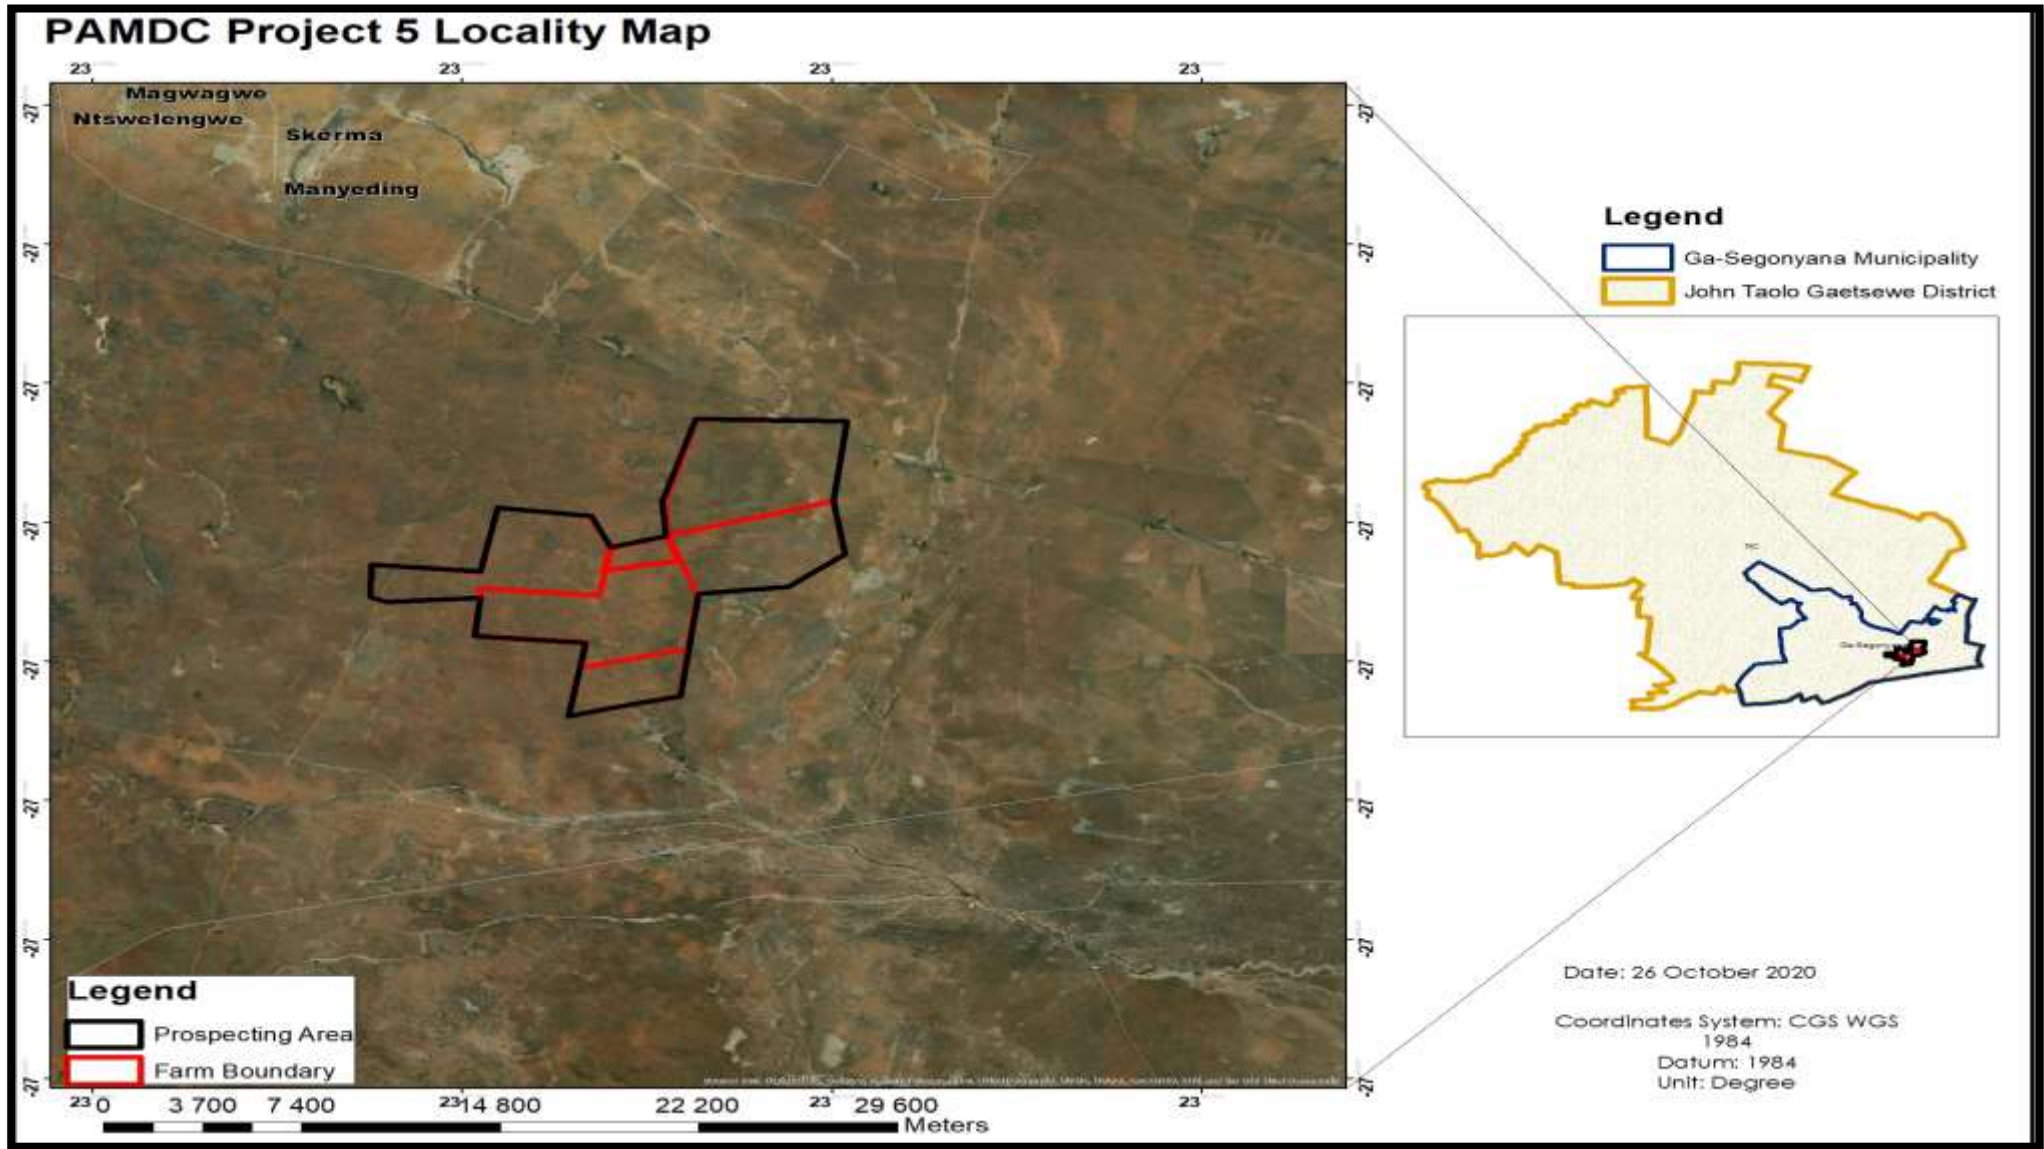 PAMDC Project 5 Locality Map
23 23 23 23
Magwagwe
Ntswelengwe
Skerma
Manyeding
-27 -27
-27 -27
-27 -27
-27 -27
-27 -27
-27 -27
-27 -27
-27 -27
Legend
Prospecting Area
Farm Boundary
23 23 23 23
0 3 700 7 400 14 800 22 200 29 600
Meters
Legend
Ga-Segonyana Municipality
John Taolo Gaetsewe District
NC
Date: 26 October 2020
Coordinates System: CGS WGS
1984
Datum: 1984
Unit: Degree